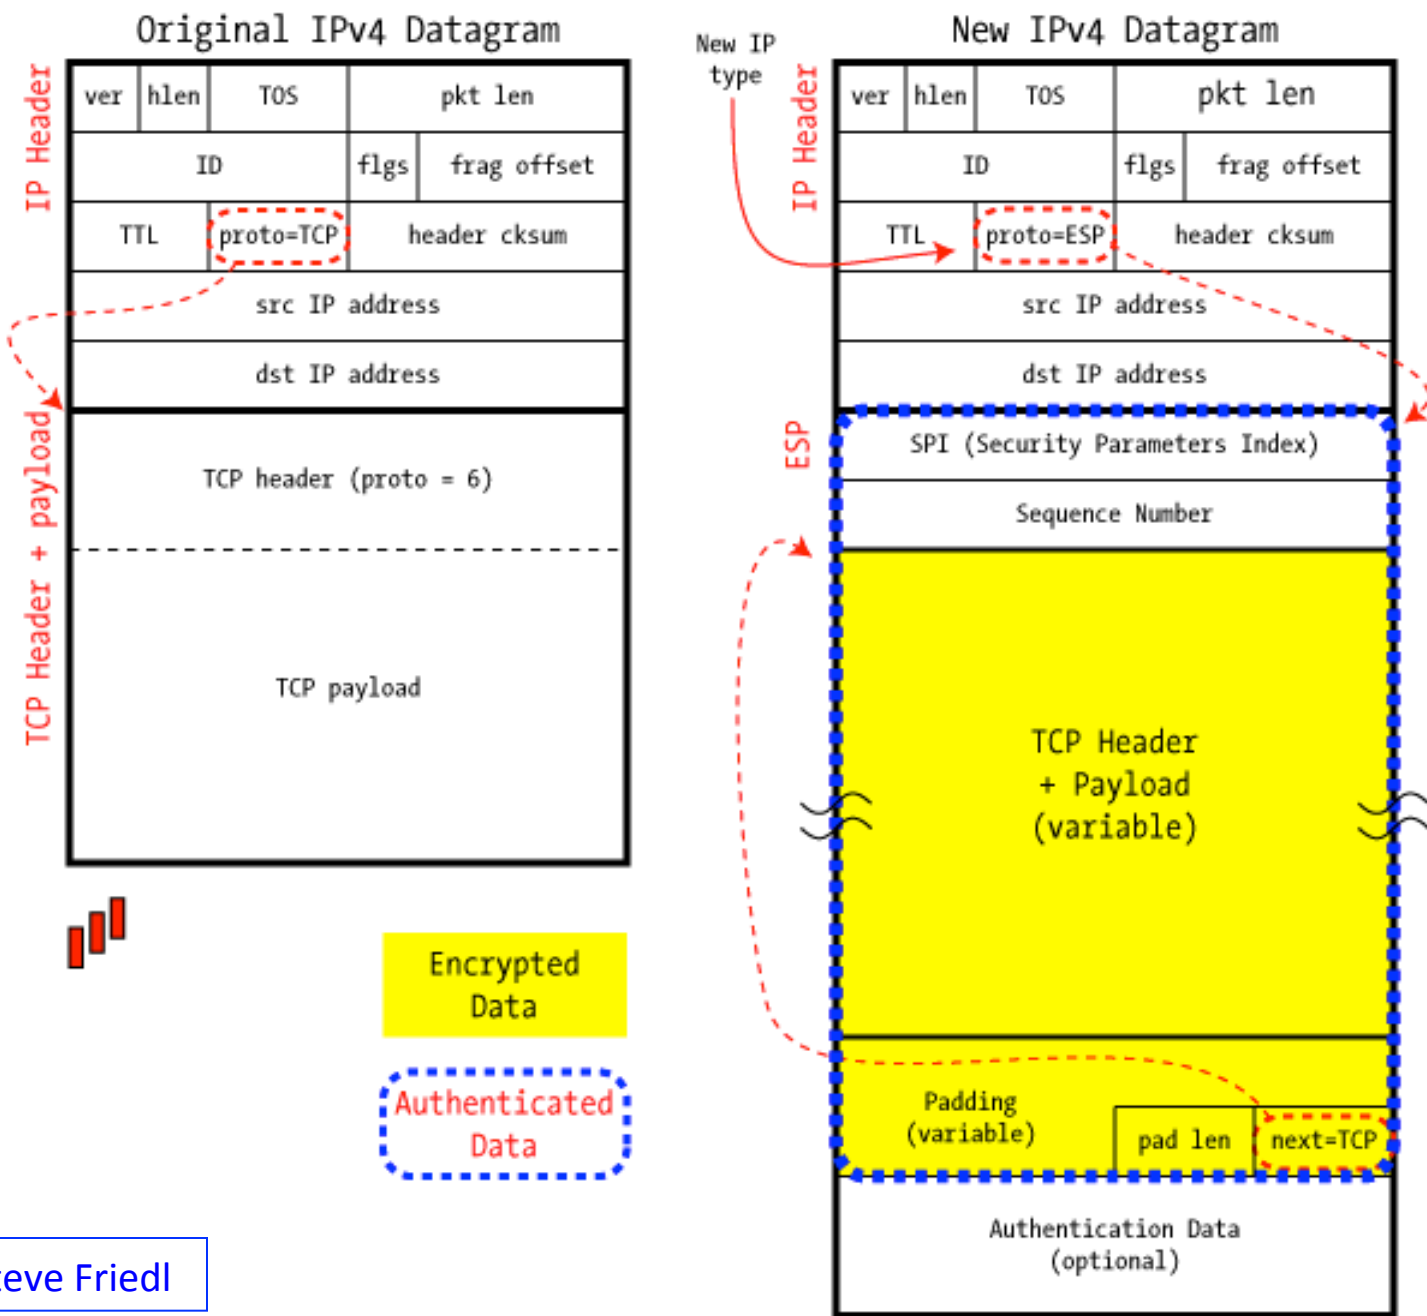 Original IPv4 Datagram
IP Header
ver hlen TOS pkt len
ID flgs frag offset
TTL proto=TCP header cksum
src IP address
dst IP address
TCP Header + payload
TCP header (proto = 6)
TCP payload
Encrypted
Data
Authenticated
Data
New IP
type
New IPv4 Datagram
IP Header
ver hlen TOS pkt len
ID flgs frag offset
TTL proto=ESP header cksum
src IP address
dst IP address
ESP
SPI (Security Parameters Index)
Sequence Number
TCP Header
+ Payload
(variable)
Padding
(variable)
pad len next=TCP
Authentication Data
(optional)
Friedl